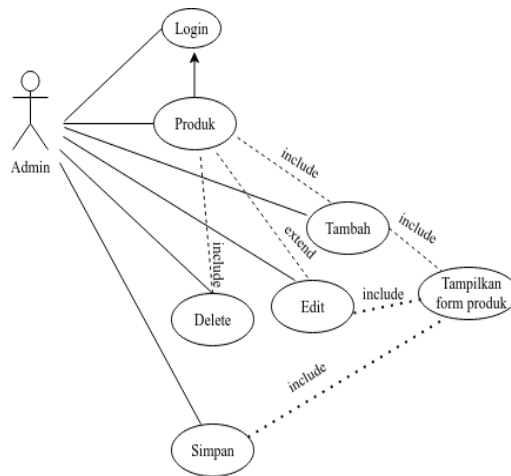 Login
Produk
Admin
include
Tambah
include
extend
include
Tampilkan
form produk
include
Edit
Delete
include
Simpan